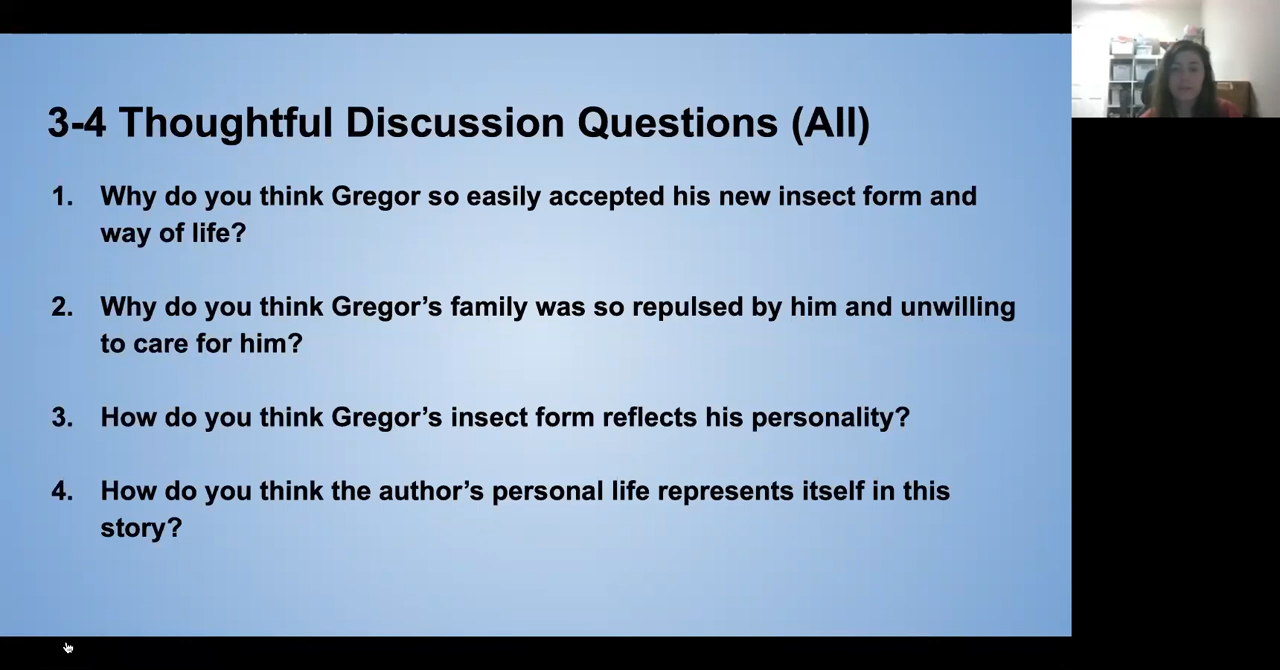 3-4 Thoughtful Discussion Questions (All)
1. Why do you think Gregor so easily accepted his new insect form and
way of life?
2. Why do you think Gregor’s family was so repulsed by him and unwilling
to care for him?
3. How do you think Gregor’s insect form reflects his personality?
4. How do you think the author’s personal life represents itself in this
story?